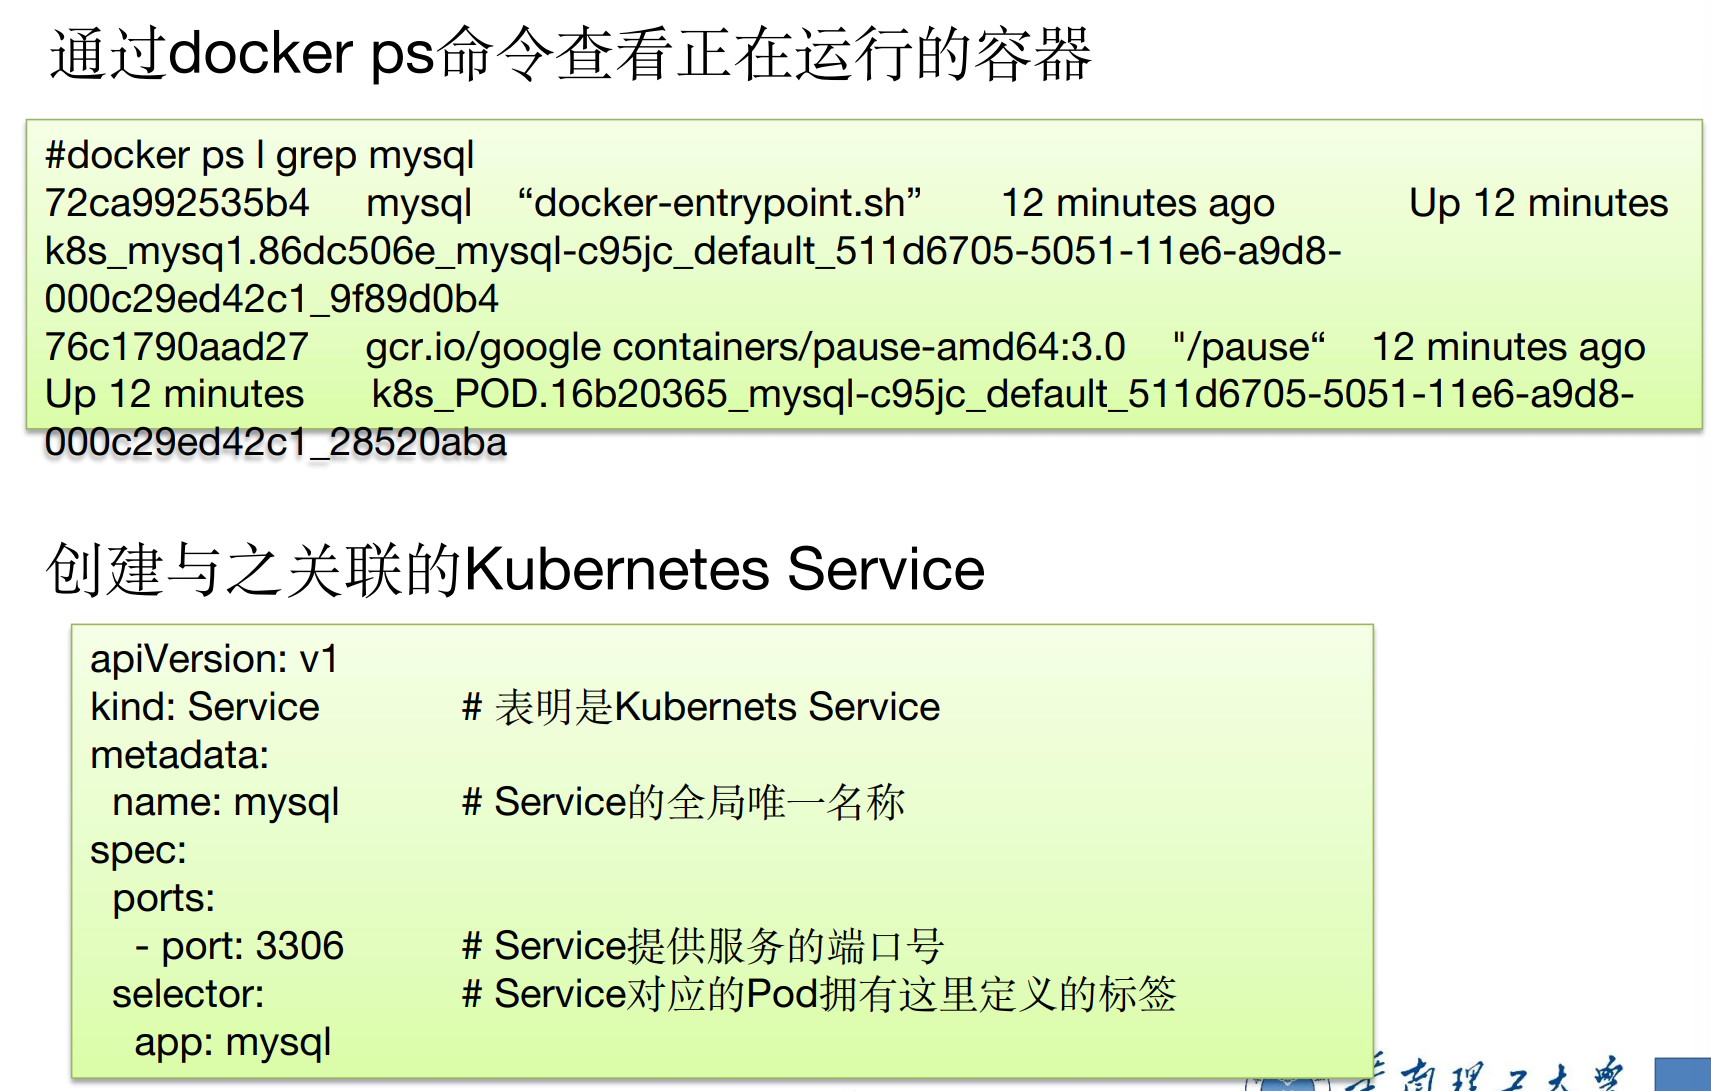 通过docker ps命令查看正在运行的容器
#docker ps l grep mysql
72ca992535b4 mysql “docker-entrypoint.sh” 12 minutes ago Up 12 minutes
k8s_mysq1.86dc506e_mysql-c95jc_default_511d6705-5051-11e6-a9d8-
000c29ed42c1_9f89d0b4
76c1790aad27 gcr.io/google containers/pause-amd64:3.0 "/pause“ 12 minutes ago
Up 12 minutes k8s_POD.16b20365_mysql-c95jc_default_511d6705-5051-11e6-a9d8-
000c29ed42c1_28520aba
创建与之关联的Kubernetes Service
apiVersion: v1
kind: Service # 表明是Kubernets Service
metadata:
name: mysql # Service的全局唯一名称
spec:
ports:
- port: 3306 # Service提供服务的端口号
selector: # Service对应的Pod拥有这里定义的标签
app: mysql
华南理工大学